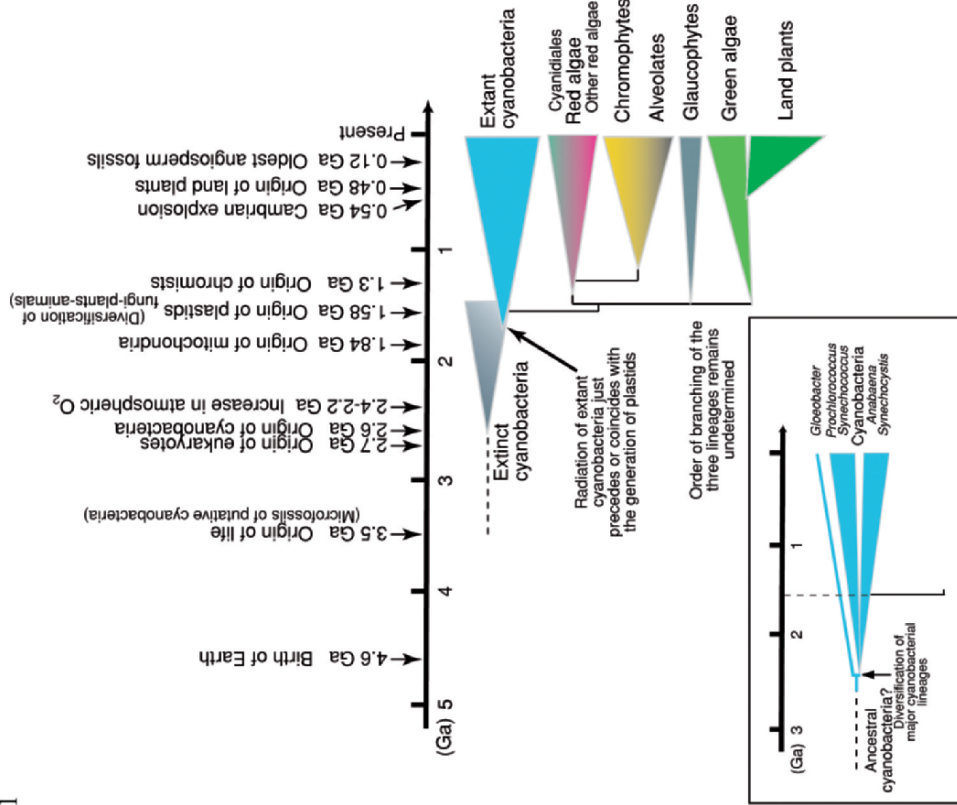 1
4.6 Ga Birth of Earth
3.5 Ga Origin of life
(Microfossils of putative cyanobacteria)
2.7 Ga Origin of eukaryotes
2.6 Ga Origin of cyanobacteria
2.4-2.2 Ga Increase in atmospheric O2
1.84 Ga Origin of mitochondria
1.58 Ga Origin of plastids (Diversification of
fungi-plants-animals)
1.3 Ga Origin of chromists
0.54 Ga Cambrian explosion
0.48 Ga Origin of land plants
0.12 Ga Oldest angiosperm fossils
Present
(Ga) 5 4 3 2 1
Extinct
cyanobacteria
Extant
cyanobacteria
Cyanidiales
Red algae
Other red algae
Chromophytes
Alveolates
Glaucophytes
Green algae
Land plants
Radiation of extant
cyanobacteria just
precedes or coincides with
the generation of plastids
Order of branching of the
three lineages remains
undetermined
(Ga) 3 2 1
Ancestral
cyanobacteria?
Diversification of
major cyanobacterial
lineages
Gloeobacter
Prochlorococcus
Synechococcus
Cyanobacteria
Anabaena
Synechocystis